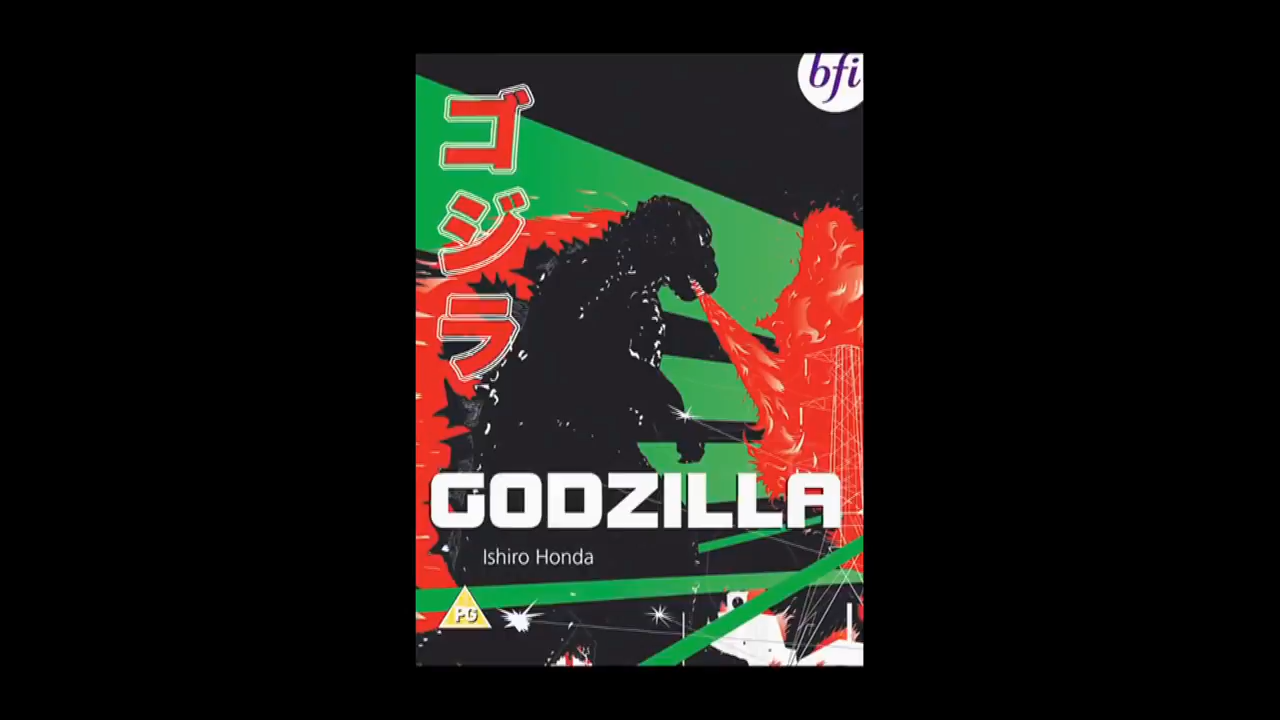 bfi
ゴジラ
GODZILLA
Ishiro Honda
PG